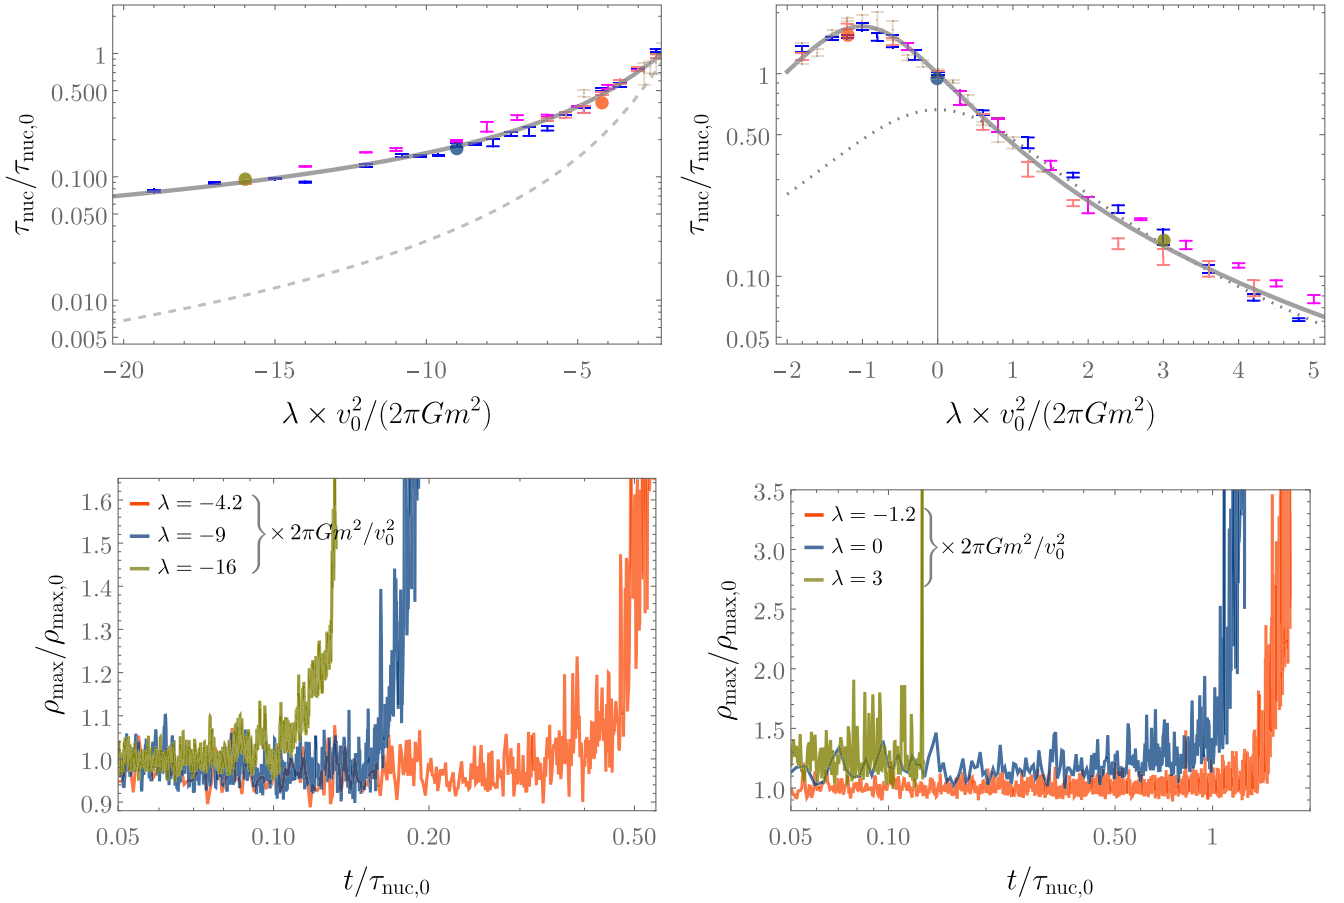 τnuc/τnuc,0
1
0.500
0.100
0.050
0.010
0.005
−20 −15 −10 −5
λ × v₀²/(2πGm²)
τnuc/τnuc,0
1
0.50
0.10
0.05
−2 −1 0 1 2 3 4 5
λ × v₀²/(2πGm²)
ρmax/ρmax,0
1.6
1.5
1.4
1.3
1.2
1.1
1.0
0.9
λ = −4.2
λ = −9
λ = −16
× 2πGm²/v₀²
0.05 0.10 0.20 0.50
t/τnuc,0
ρmax/ρmax,0
3.5
3.0
2.5
2.0
1.5
1.0
λ = −1.2
λ = 0
λ = 3
× 2πGm²/v₀²
0.05 0.10 0.50 1
t/τnuc,0